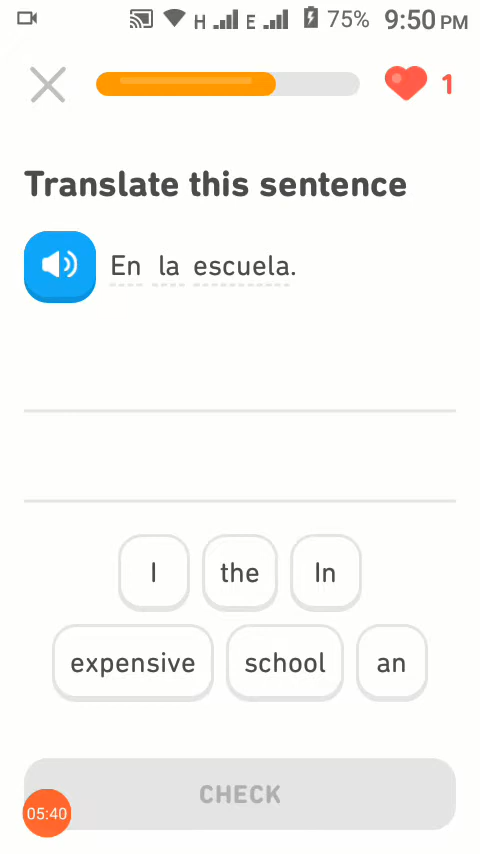 H E 75% 9:50 PM
1
Translate this sentence
En la escuela.
I the In
expensive school an
CHECK
05:40